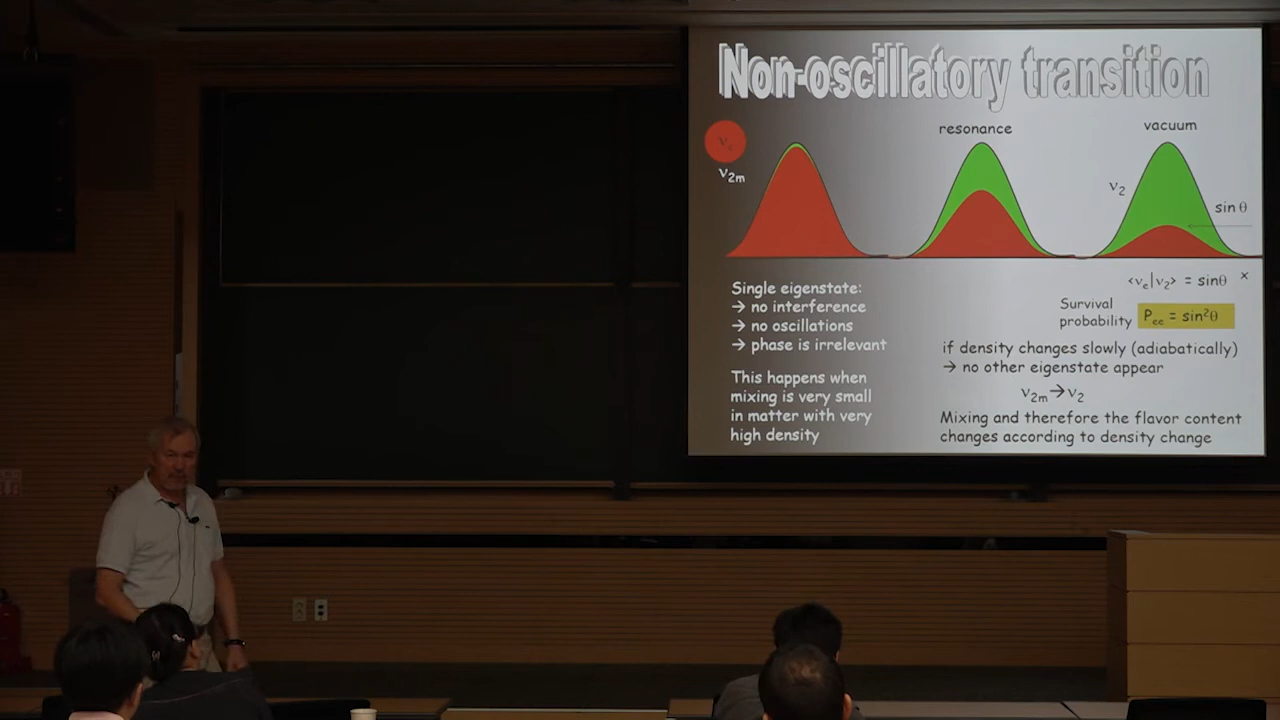 Non-oscillatory transition
resonance
vacuum
νe
ν2m
ν2
sin θ
⟨νe|ν2⟩ = sinθ x
Survival
probability
Pee = sin²θ
Single eigenstate:
→ no interference
→ no oscillations
→ phase is irrelevant
This happens when
mixing is very small
in matter with very
high density
if density changes slowly (adiabatically)
→ no other eigenstate appear
ν2m→ν2
Mixing and therefore the flavor content
changes according to density change